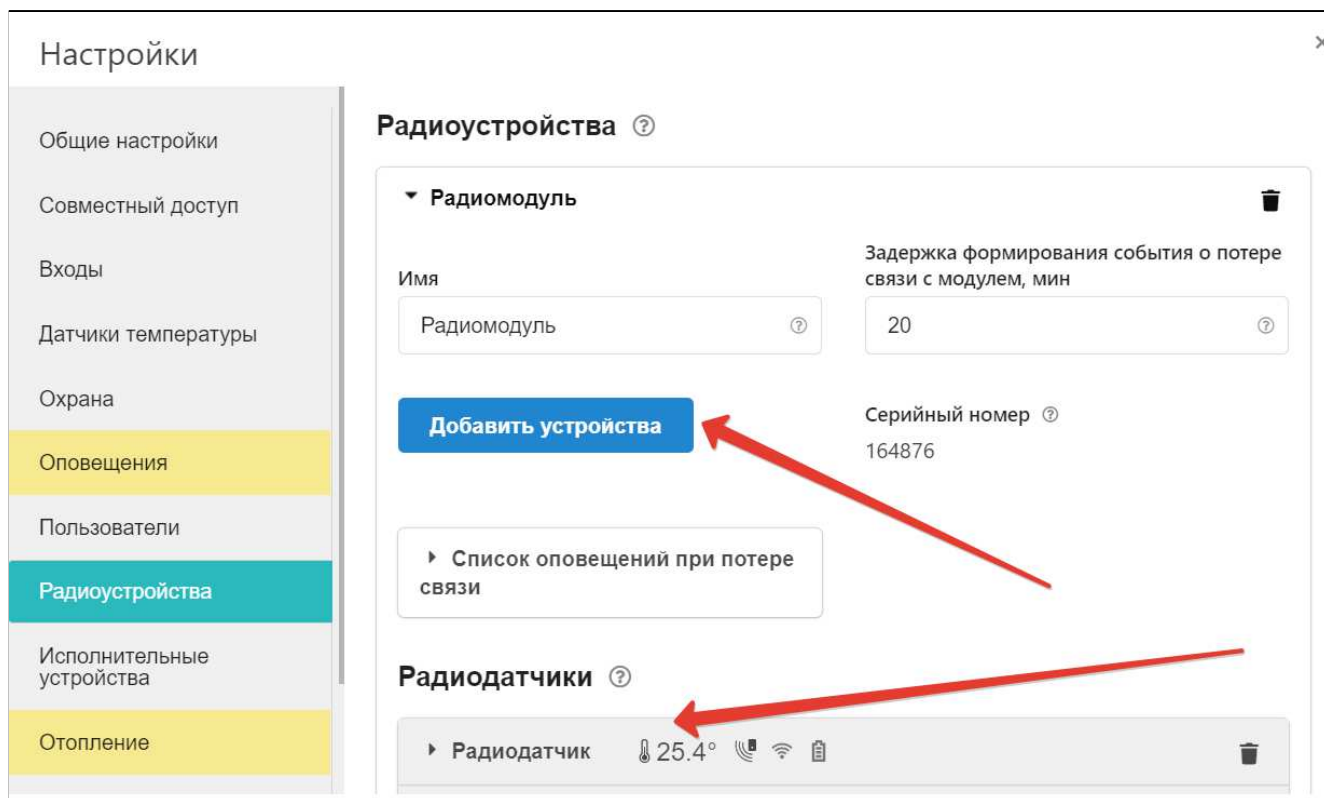 Настройки
Общие настройки
Совместный доступ
Входы
Датчики температуры
Охрана
Оповещения
Пользователи
Радиоустройства
Исполнительные
устройства
Отопление
Радиоустройства
Радиомодуль
Имя
Радиомодуль
Задержка формирования события о потере
связи с модулем, мин
20
Добавить устройства
Серийный номер
164876
Список оповещений при потере
связи
Радиодатчики
Радиодатчик 25.4°